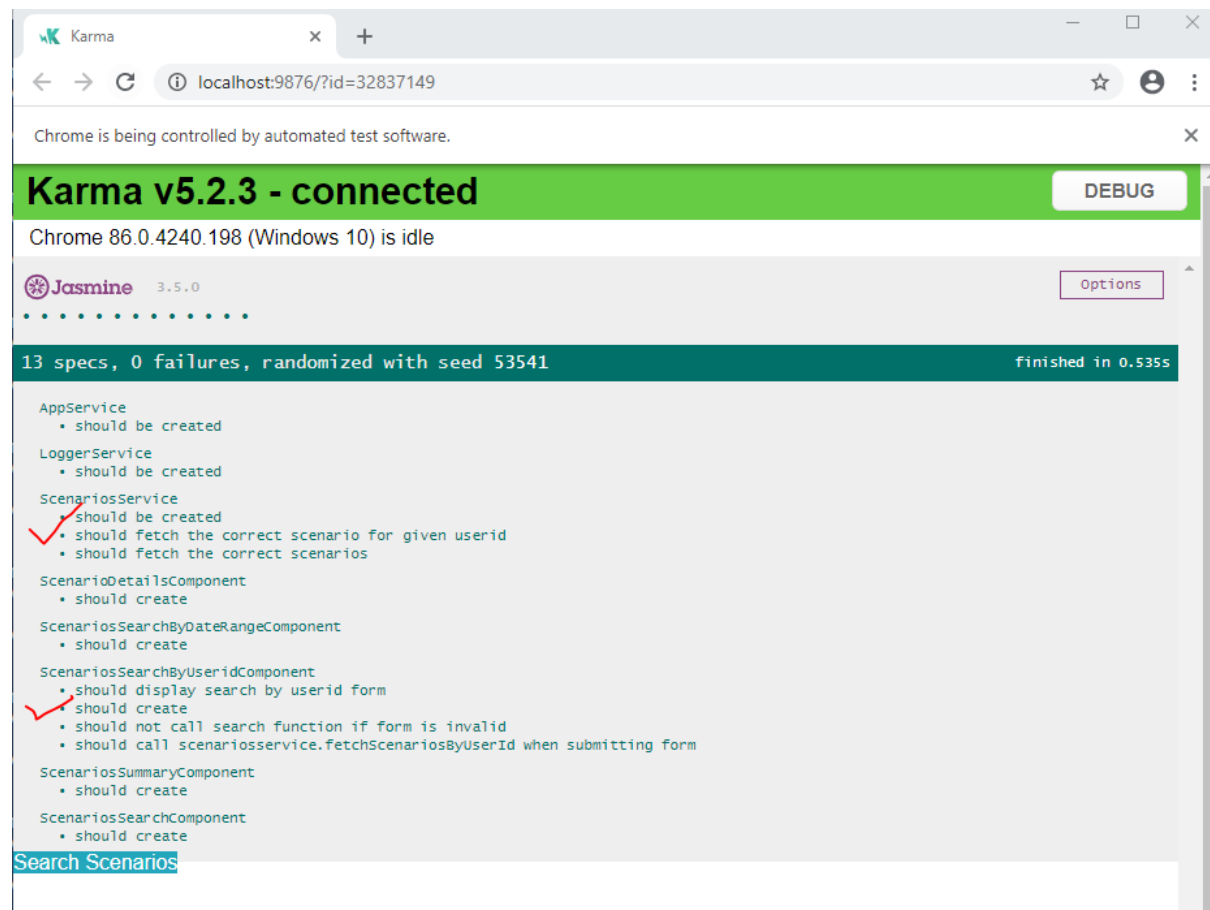 Karma
localhost:9876/?id=32837149
Chrome is being controlled by automated test software.
Karma v5.2.3 - connected
DEBUG
Chrome 86.0.4240.198 (Windows 10) is idle
Jasmine 3.5.0
Options
13 specs, 0 failures, randomized with seed 53541
finished in 0.535s
AppService
• should be created
LoggerService
• should be created
ScenariosService
• should be created
• should fetch the correct scenario for given userid
• should fetch the correct scenarios
ScenarioDetailsComponent
• should create
ScenariosSearchByDateRangeComponent
• should create
ScenariosSearchByUseridComponent
• should display search by userid form
• should create
• should not call search function if form is invalid
• should call scenariosservice.fetchScenariosByUserId when submitting form
ScenariosSummaryComponent
• should create
ScenariosSearchComponent
• should create
Search Scenarios